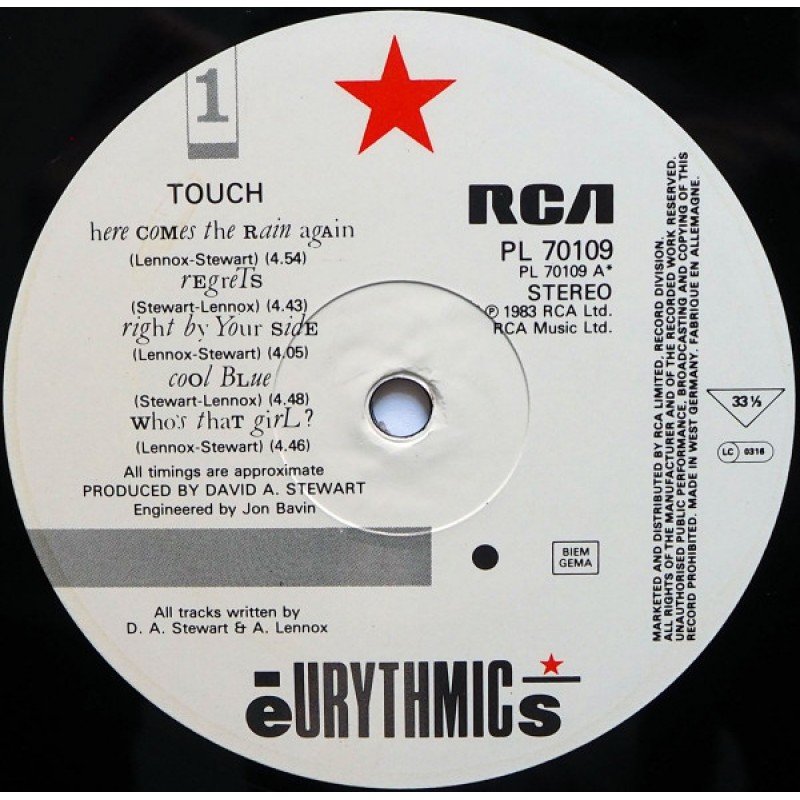 1
TOUCH
here COMes the Rain agAin
(Lennox-Stewart) (4.54)
rEgreTS
(Stewart-Lennox) (4.43)
right by YOur SiDE
(Lennox-Stewart) (4.05)
coOl BLue
(Stewart-Lennox) (4.48)
WhO's thaT girL?
(Lennox-Stewart) (4.46)
All timings are approximate
PRODUCED BY DAVID A. STEWART
Engineered by Jon Bavin
All tracks written by
D. A. Stewart & A. Lennox
RCA
PL 70109
PL 70109 A*
STEREO
℗ 1983 RCA Ltd.
RCA Music Ltd.
BIEM
GEMA
33⅓
LC 0316
MARKETED AND DISTRIBUTED BY RCA LIMITED, RECORD DIVISION.
ALL RIGHTS OF THE MANUFACTURER AND OF THE RECORDED WORK RESERVED.
UNAUTHORISED PUBLIC PERFORMANCE, BROADCASTING AND COPYING OF THIS
RECORD PROHIBITED. MADE IN WEST GERMANY. FABRIQUE EN ALLEMAGNE.
eURYTHMICs